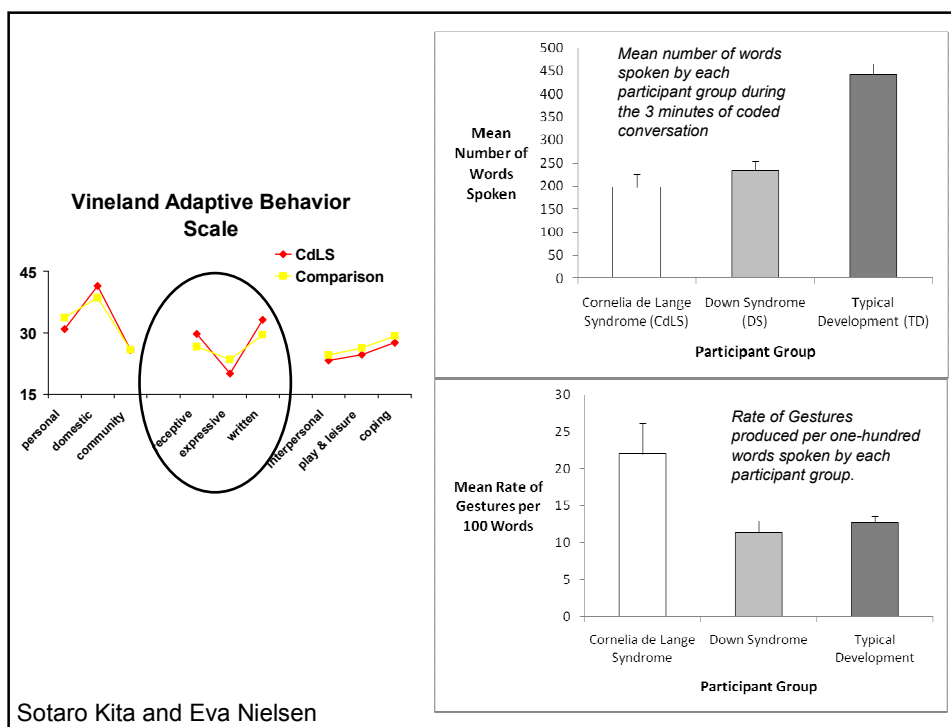 Vineland Adaptive Behavior
Scale
CdLS
Comparison
45
30
15
personal
domestic
community
receptive
expressive
written
interpersonal
play & leisure
coping
Mean number of words
spoken by each
participant group during
the 3 minutes of coded
conversation
Mean
Number of
Words
Spoken
500
450
400
350
300
250
200
150
100
50
0
Cornelia de Lange
Syndrome (CdLS)
Down Syndrome
(DS)
Typical
Development (TD)
Participant Group
Rate of Gestures
produced per one-hundred
words spoken by each
participant group.
Mean Rate of
Gestures per
100 Words
30
25
20
15
10
5
0
Cornelia de Lange
Syndrome
Down Syndrome
Typical
Development
Participant Group
Sotaro Kita and Eva Nielsen